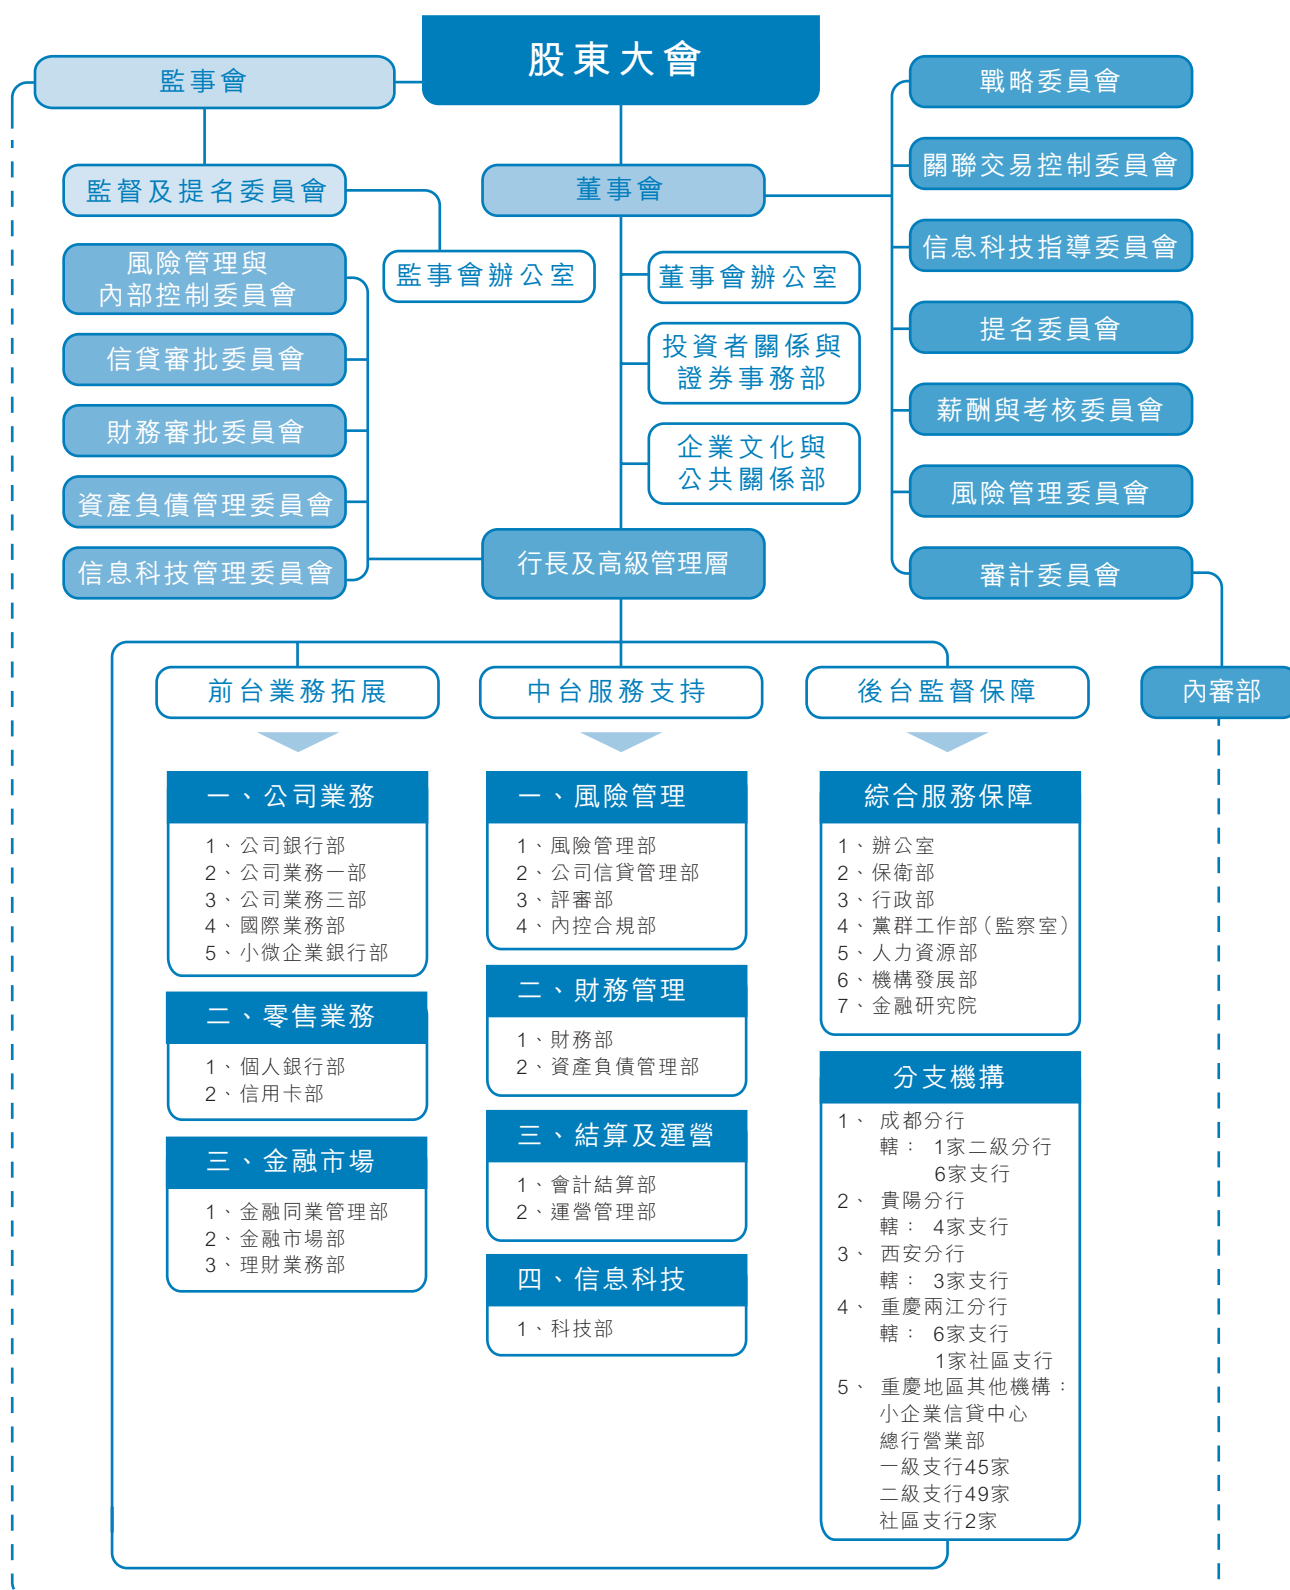 股東大會
監事會
監督及提名委員會
監事會辦公室
董事會
董事會辦公室
投資者關係與
證券事務部
企業文化與
公共關係部
戰略委員會
關聯交易控制委員會
信息科技指導委員會
提名委員會
薪酬與考核委員會
風險管理委員會
審計委員會
內審部
風險管理與
內部控制委員會
信貸審批委員會
財務審批委員會
資產負債管理委員會
信息科技管理委員會
行長及高級管理層
前台業務拓展
一、公司業務
1、公司銀行部
2、公司業務一部
3、公司業務三部
4、國際業務部
5、小微企業銀行部
二、零售業務
1、個人銀行部
2、信用卡部
三、金融市場
1、金融同業管理部
2、金融市場部
3、理財業務部
中台服務支持
一、風險管理
1、風險管理部
2、公司信貸管理部
3、評審部
4、內控合規部
二、財務管理
1、財務部
2、資產負債管理部
三、結算及運營
1、會計結算部
2、運營管理部
四、信息科技
1、科技部
後台監督保障
綜合服務保障
1、辦公室
2、保衛部
3、行政部
4、黨群工作部（監察室）
5、人力資源部
6、機構發展部
7、金融研究院
分支機搆
1、 成都分行
轄： 1家二級分行
6家支行
2、 貴陽分行
轄： 4家支行
3、 西安分行
轄： 3家支行
4、 重慶兩江分行
轄： 6家支行
1家社區支行
5、 重慶地區其他機構：
小企業信貸中心
總行營業部
一級支行45家
二級支行49家
社區支行2家